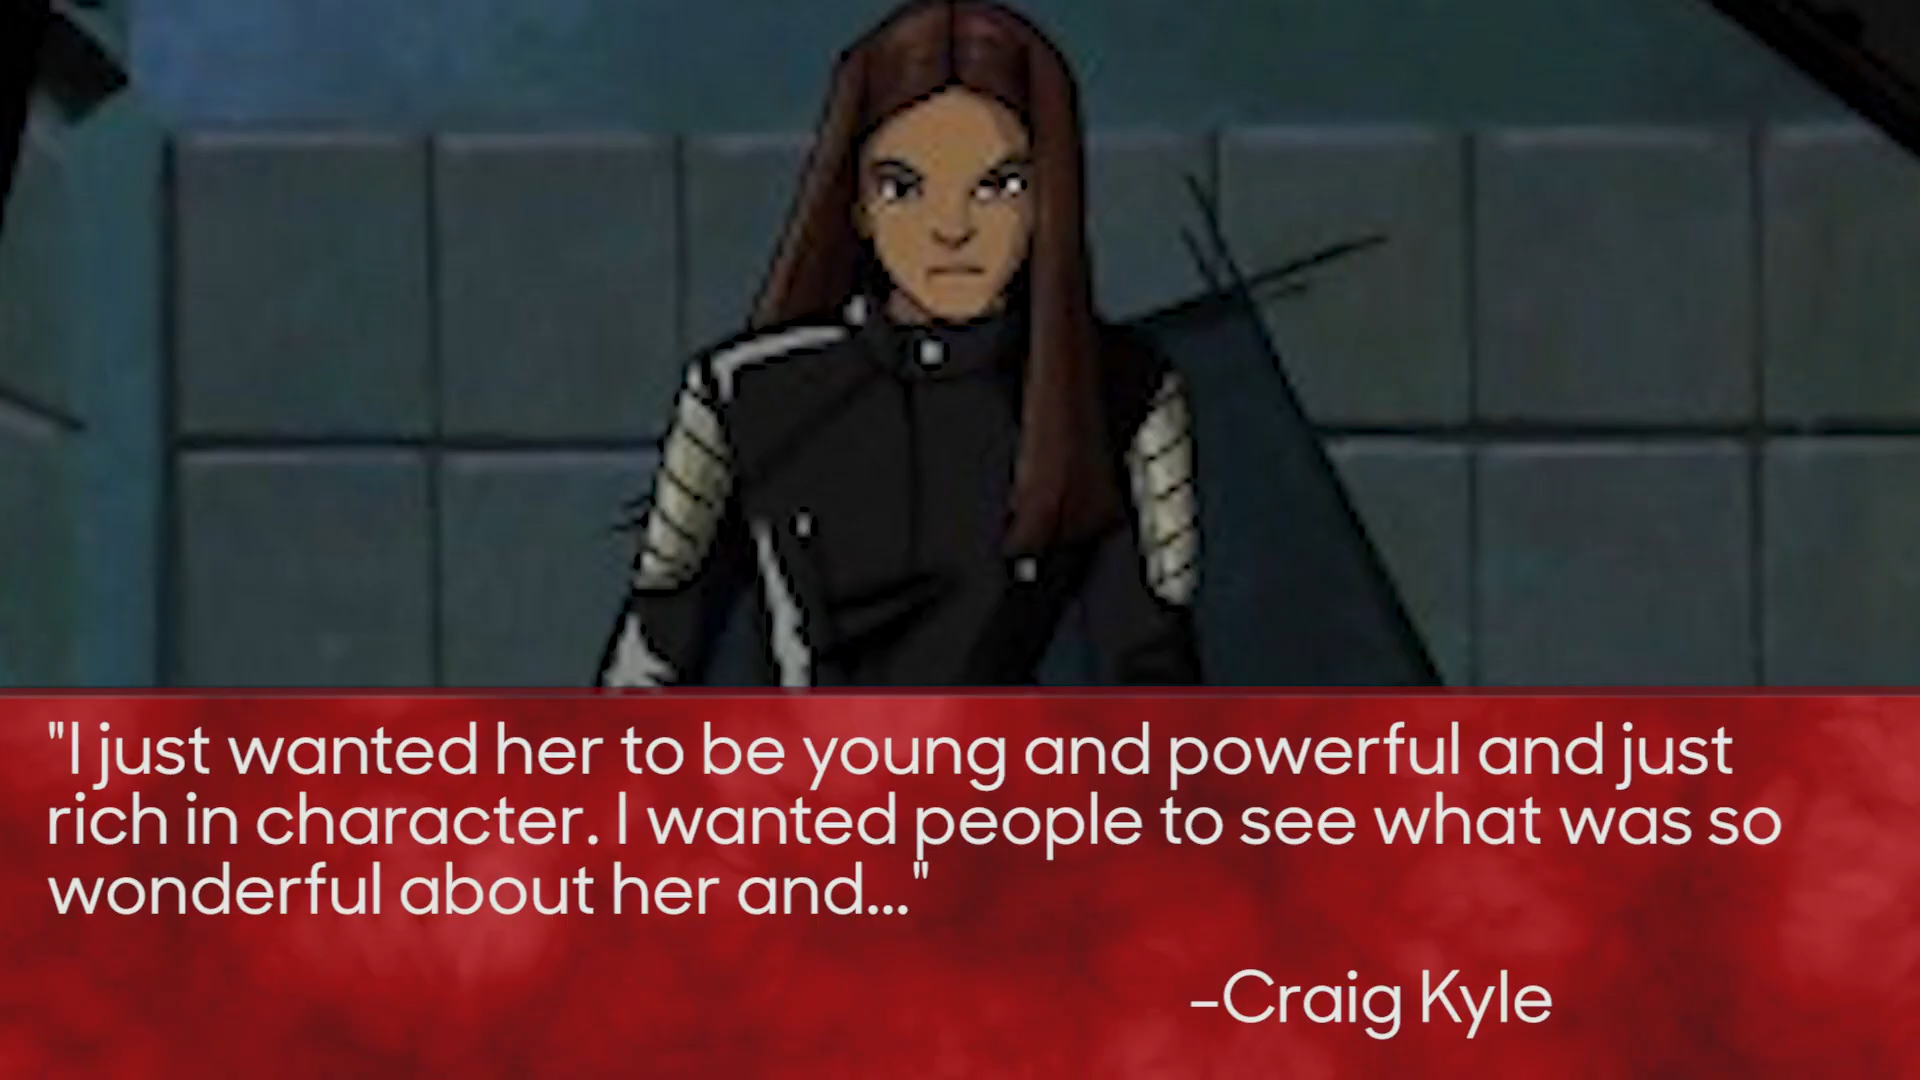 "I just wanted her to be young and powerful and just
rich in character. I wanted people to see what was so
wonderful about her and..."
-Craig Kyle